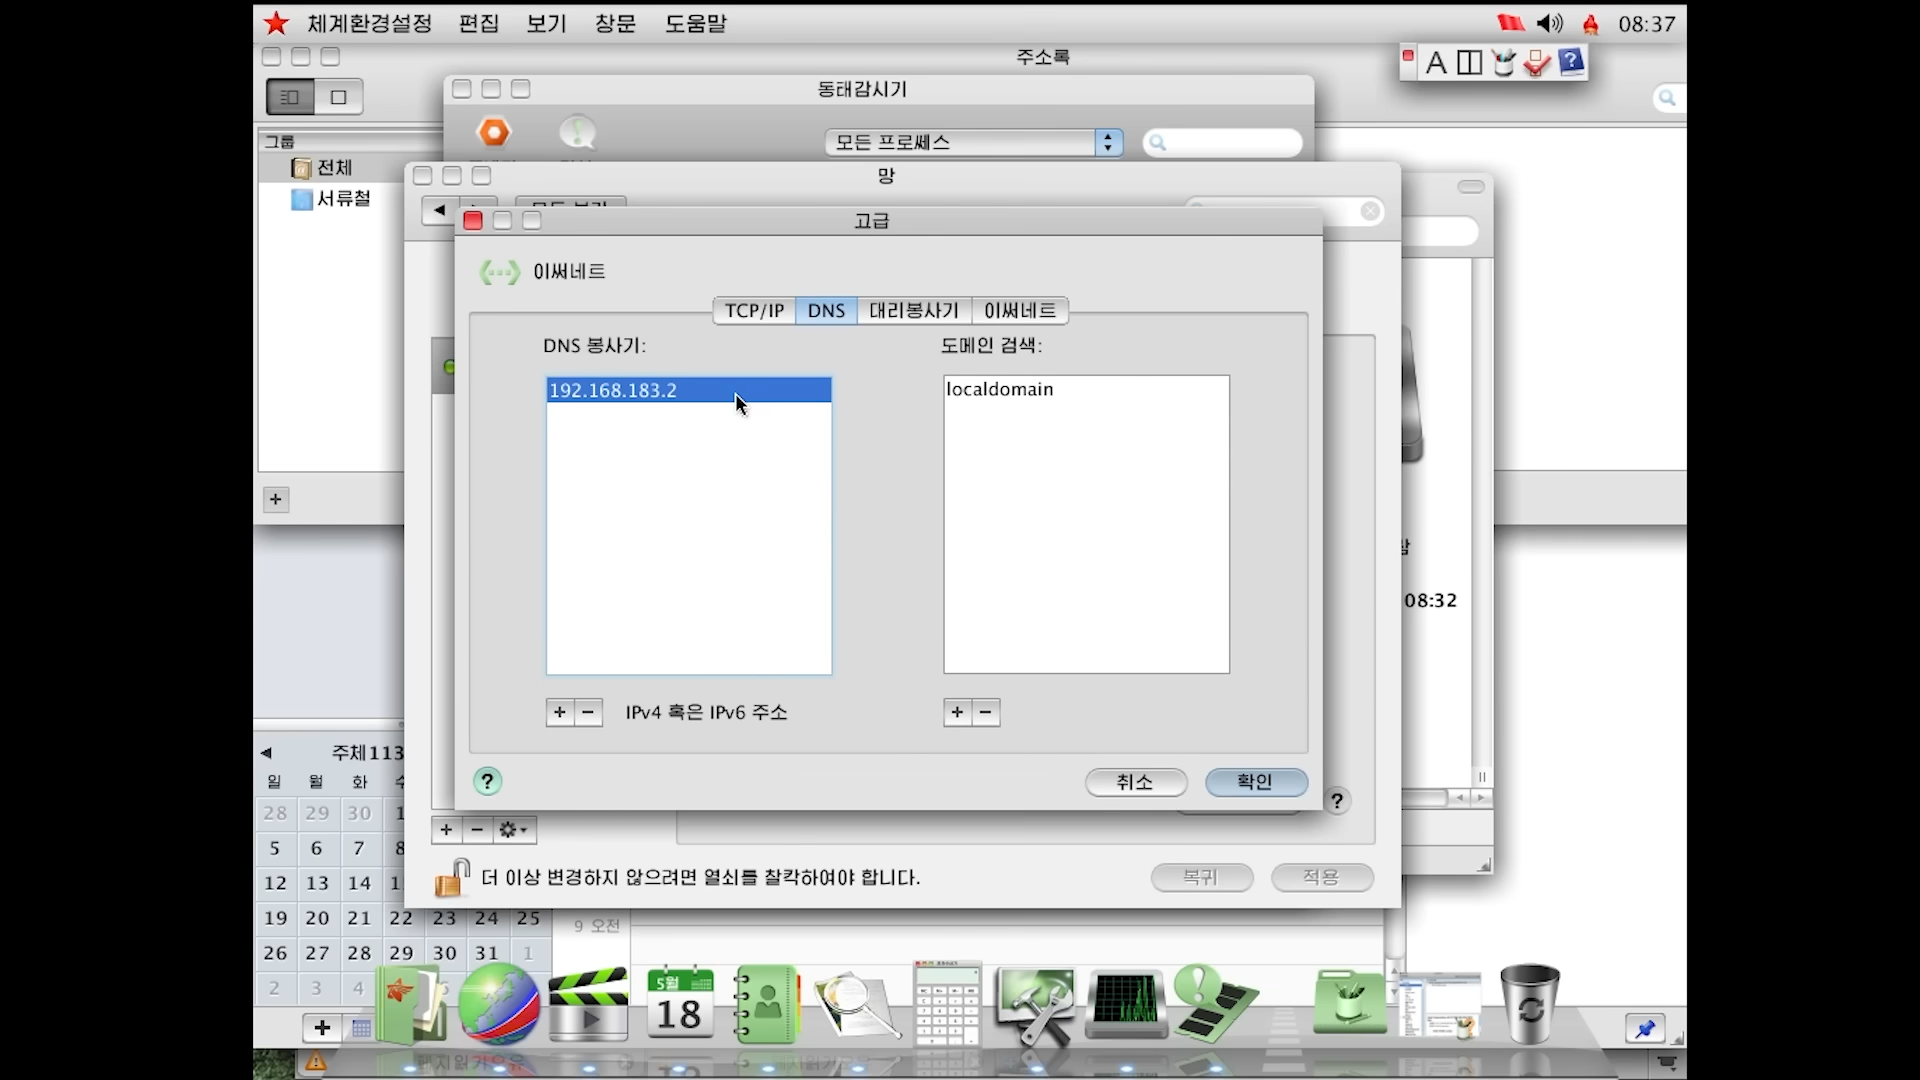 체계환경설정 편집 보기 창문 도움말 08:37
주소록
동태감시기
모든 프로쎄스
그룹
전체
서류철
망
고급
이써네트
TCP/IP DNS 대리봉사기 이써네트
DNS 봉사기: 도메인 검색:
192.168.183.2 localdomain
08:32
IPv4 혹은 IPv6 주소
취소 확인
더 이상 변경하지 않으려면 열쇠를 찰칵하여야 합니다.
복귀 적용
주체113
일 월 화
28 29 30 1
5 6 7 8
12 13 14
19 20 21 22 23 24 25
26 27 28 29 30 31 1
2 3 4
9 오전
5월
18